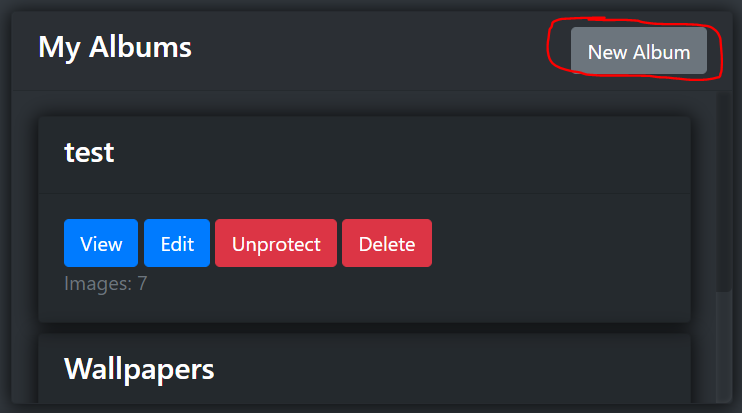 My Albums
New Album
test
View Edit Unprotect Delete
Images: 7
Wallpapers